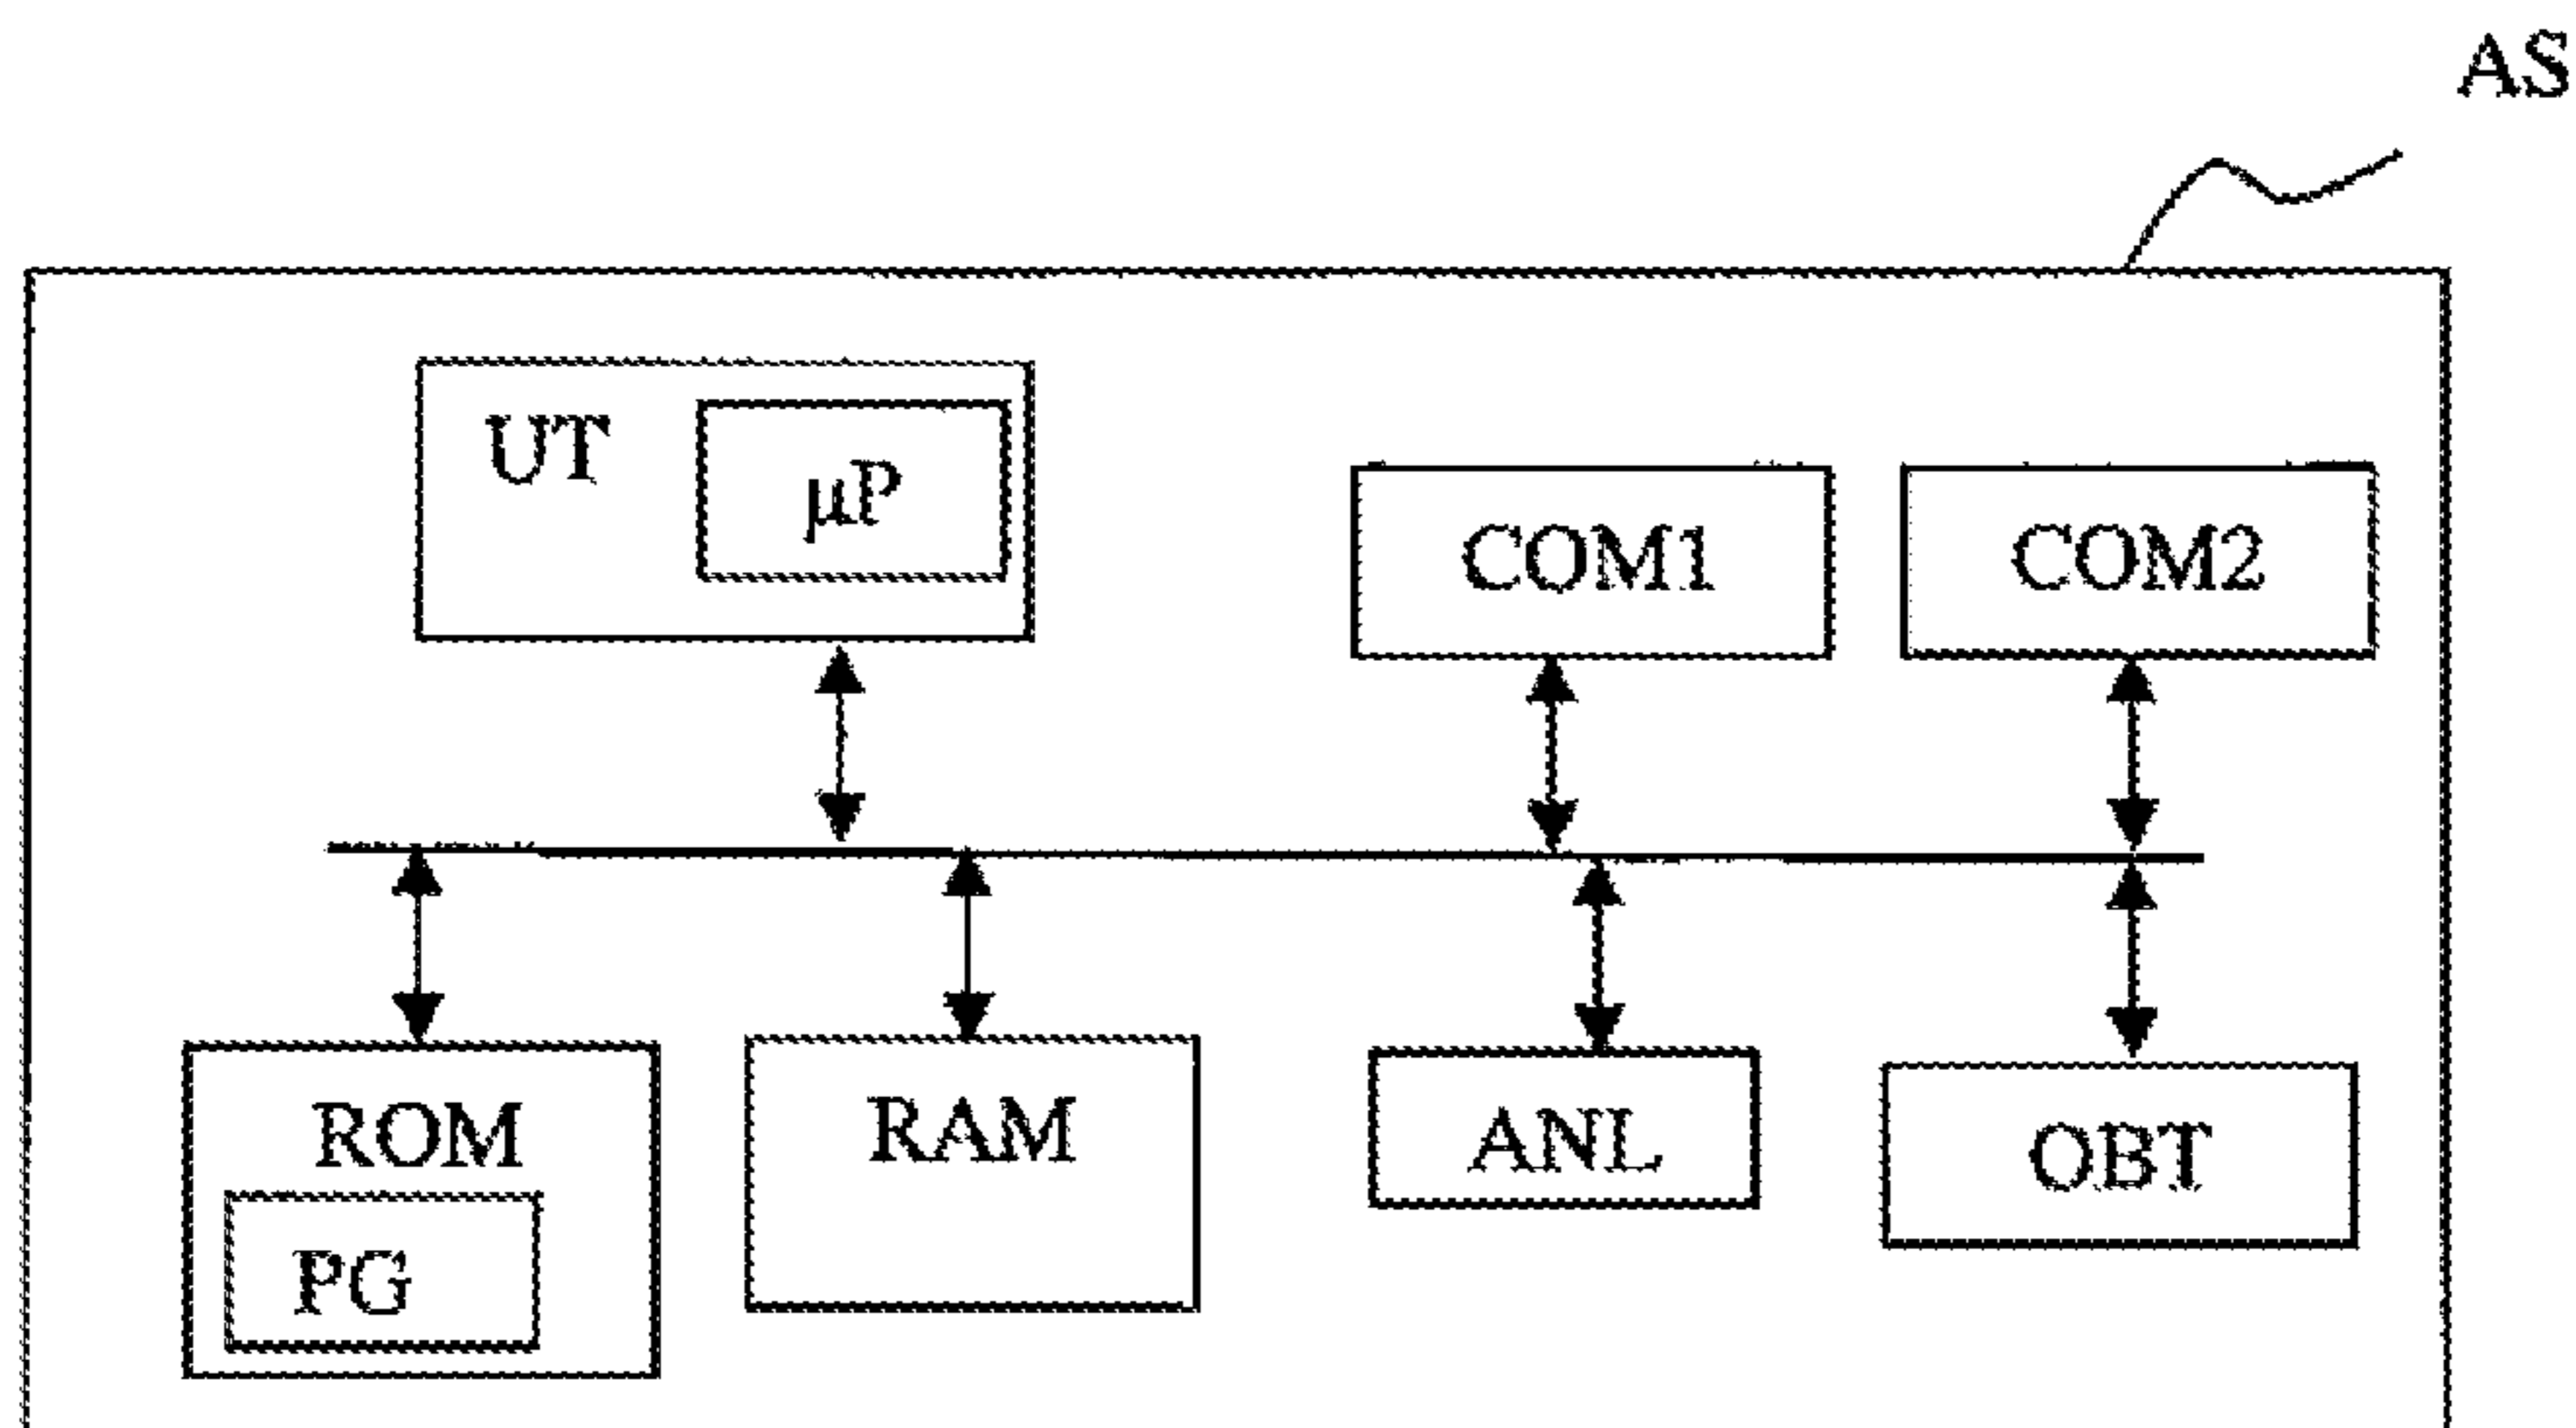 AS
UT
µP
COM1
COM2
ROM
RAM
ANL
OBT
PG